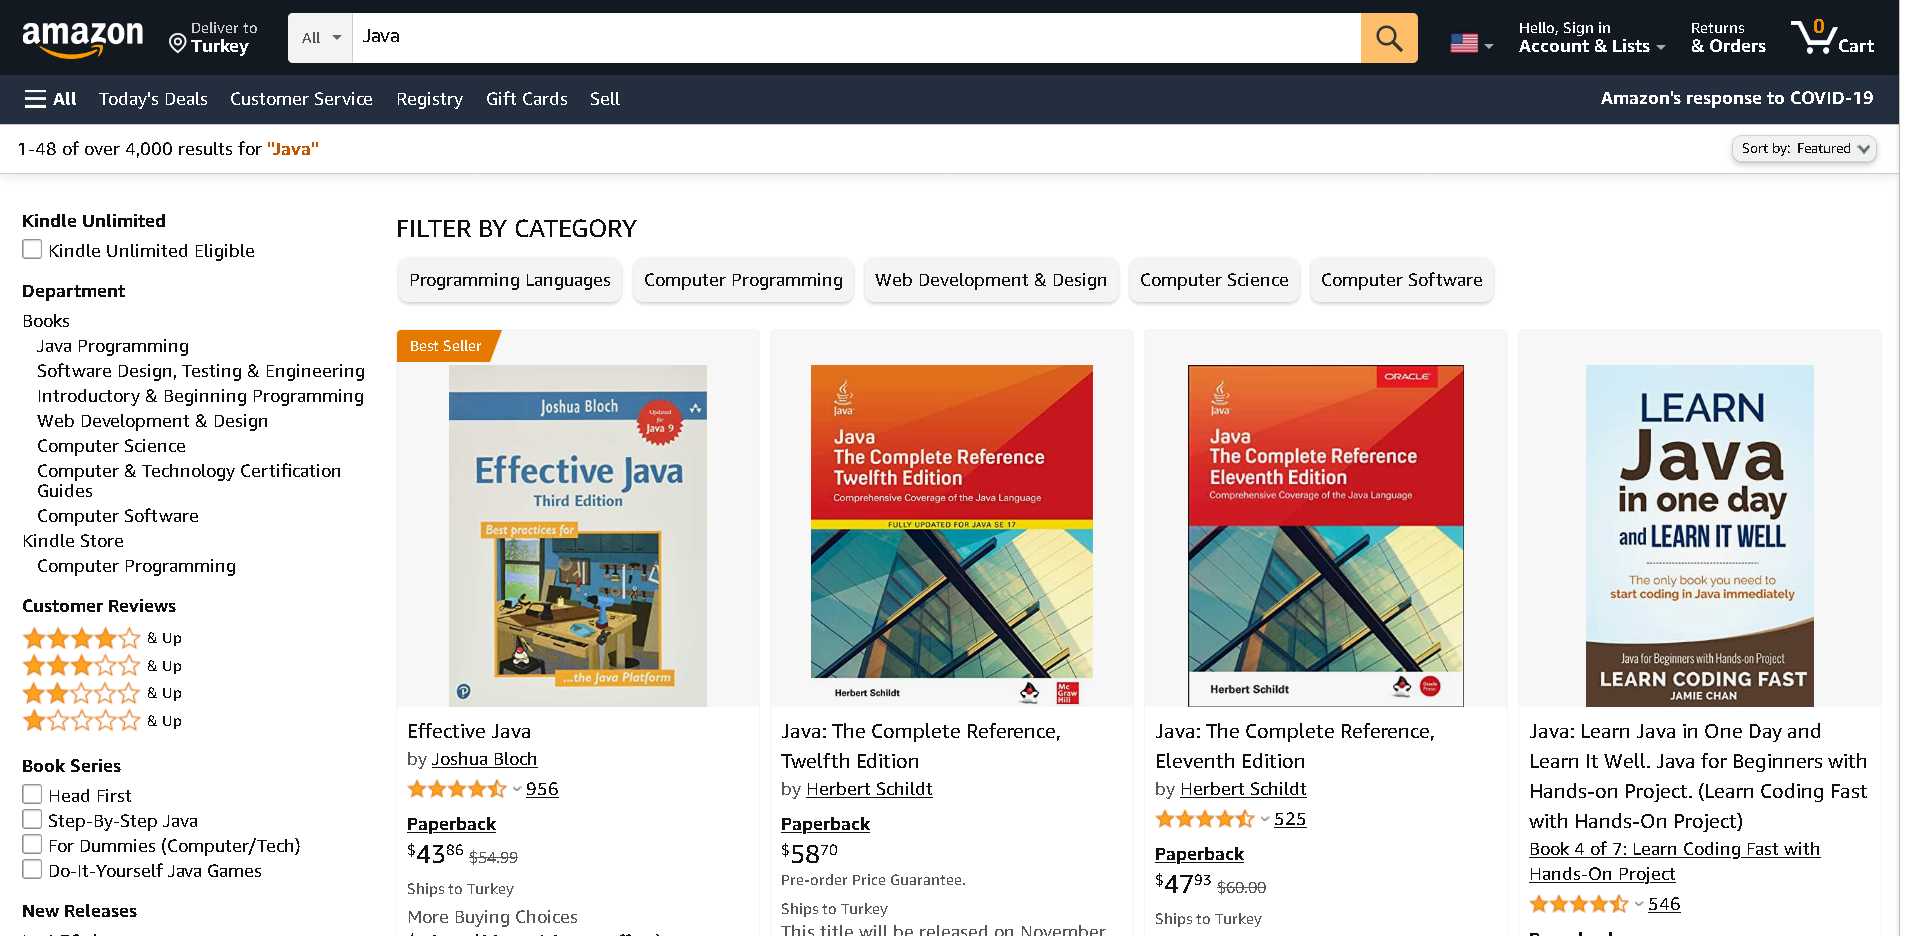 amazon
Deliver to
Turkey
All
Java
Hello, Sign in
Account & Lists
Returns
& Orders
0
Cart
All
Today's Deals
Customer Service
Registry
Gift Cards
Sell
Amazon's response to COVID-19
1-48 of over 4,000 results for "Java"
Sort by: Featured
Kindle Unlimited
Kindle Unlimited Eligible
Department
Books
Java Programming
Software Design, Testing & Engineering
Introductory & Beginning Programming
Web Development & Design
Computer Science
Computer & Technology Certification
Guides
Computer Software
Kindle Store
Computer Programming
Customer Reviews
& Up
& Up
& Up
& Up
Book Series
Head First
Step-By-Step Java
For Dummies (Computer/Tech)
Do-It-Yourself Java Games
New Releases
FILTER BY CATEGORY
Programming Languages
Computer Programming
Web Development & Design
Computer Science
Computer Software
Best Seller
Joshua Bloch
Updated
for
Java 9
Effective Java
Third Edition
Best practices for
...the Java Platform
P
Effective Java
by Joshua Bloch
956
Paperback
$4386 $54.99
Ships to Turkey
More Buying Choices
Java
Java
The Complete Reference
Twelfth Edition
Comprehensive Coverage of the Java Language
FULLY UPDATED FOR JAVA SE 17
Herbert Schildt
Mc
Graw
Hill
Java: The Complete Reference,
Twelfth Edition
by Herbert Schildt
Paperback
$5870
Pre-order Price Guarantee.
Ships to Turkey
This title will be released on November
ORACLE
Java
Java
The Complete Reference
Eleventh Edition
Comprehensive Coverage of the Java Language
Herbert Schildt
Oracle
Press
Java: The Complete Reference,
Eleventh Edition
by Herbert Schildt
525
Paperback
$4793 $60.00
Ships to Turkey
LEARN
Java
in one day
and LEARN IT WELL
The only book you need to
start coding in Java immediately
Java for Beginners with Hands-on Project
LEARN CODING FAST
JAMIE CHAN
Java: Learn Java in One Day and
Learn It Well. Java for Beginners with
Hands-on Project. (Learn Coding Fast
with Hands-On Project)
Book 4 of 7: Learn Coding Fast with
Hands-On Project
546